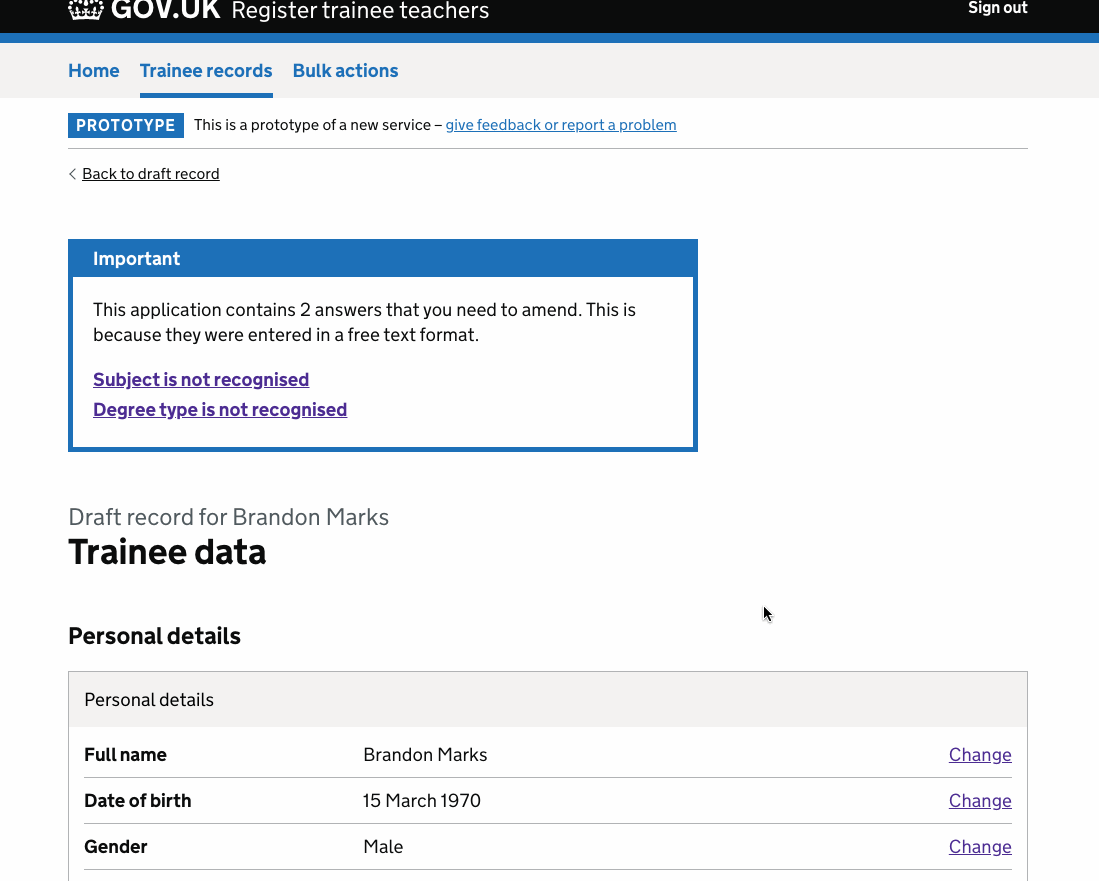 GOV.UK Register trainee teachers
Sign out
Home Trainee records Bulk actions
PROTOTYPE This is a prototype of a new service – give feedback or report a problem
Back to draft record
Important
This application contains 2 answers that you need to amend. This is
because they were entered in a free text format.
Subject is not recognised
Degree type is not recognised
Draft record for Brandon Marks
Trainee data
Personal details
Personal details
Full name Brandon Marks Change
Date of birth 15 March 1970 Change
Gender Male Change